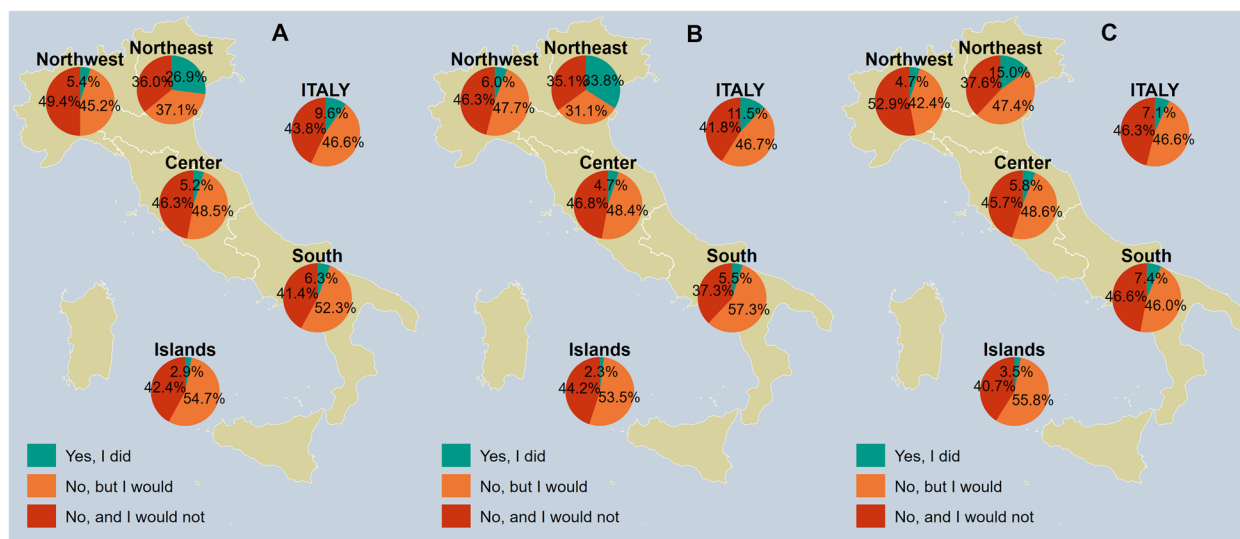 A
Northwest
5.4%
49.4%
45.2%
Northeast
36.0%
26.9%
37.1%
ITALY
9.6%
43.8%
46.6%
Center
5.2%
46.3%
48.5%
South
6.3%
41.4%
52.3%
Islands
2.9%
42.4%
54.7%
Yes, I did
No, but I would
No, and I would not
B
Northwest
6.0%
46.3%
47.7%
Northeast
35.1%
33.8%
31.1%
ITALY
11.5%
41.8%
46.7%
Center
4.7%
46.8%
48.4%
South
5.5%
37.3%
57.3%
Islands
2.3%
44.2%
53.5%
Yes, I did
No, but I would
No, and I would not
C
Northwest
4.7%
52.9%
42.4%
Northeast
15.0%
37.6%
47.4%
ITALY
7.1%
46.3%
46.6%
Center
5.8%
45.7%
48.6%
South
7.4%
46.6%
46.0%
Islands
3.5%
40.7%
55.8%
Yes, I did
No, but I would
No, and I would not